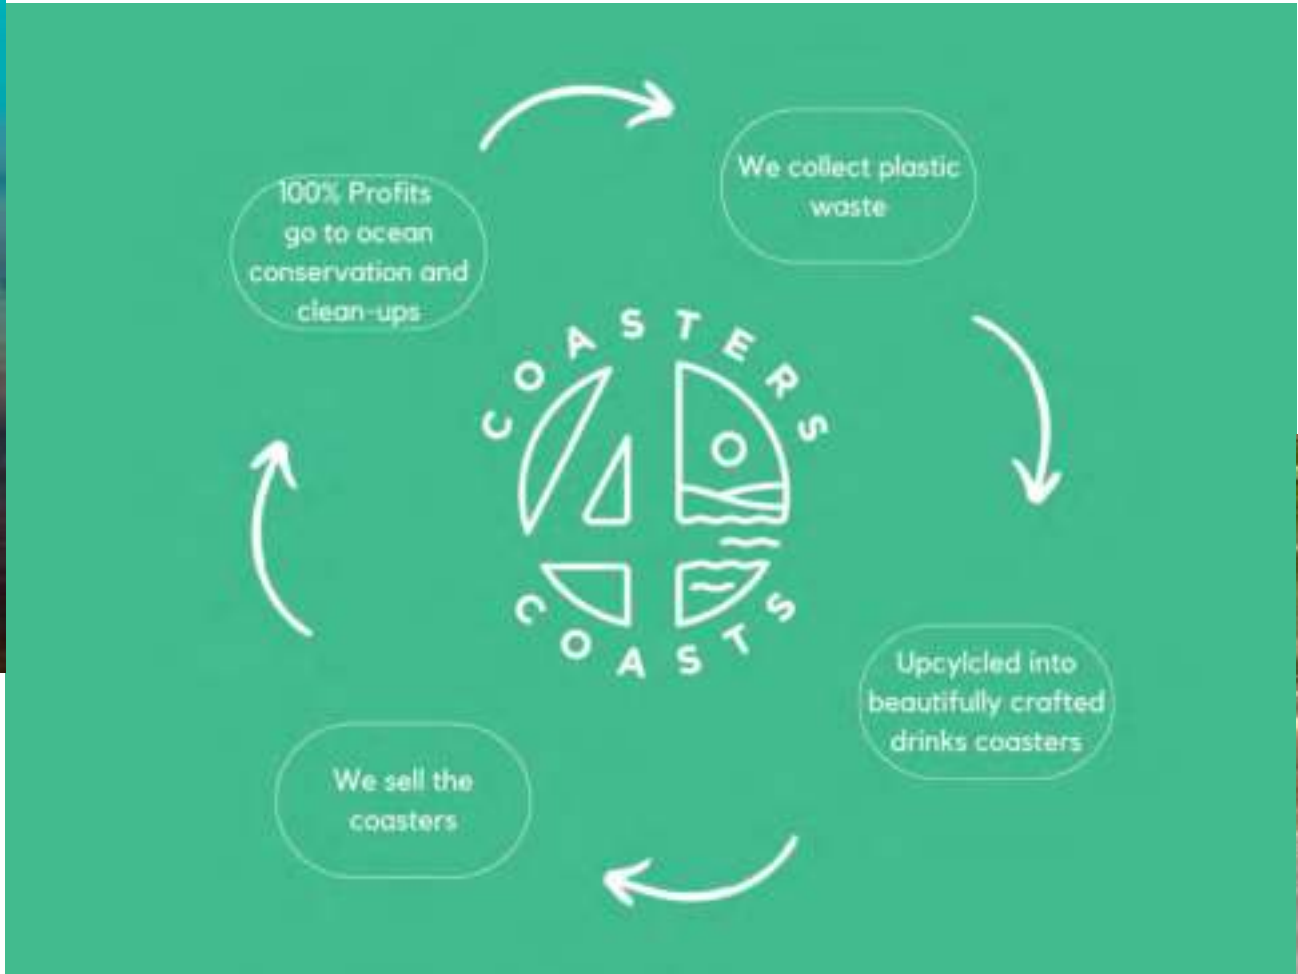 100% Profits
go to ocean
conservation and
clean-ups
We collect plastic
waste
COASTERS
4
COASTS
Upcylcled into
beautifully crafted
drinks coasters
We sell the
coasters